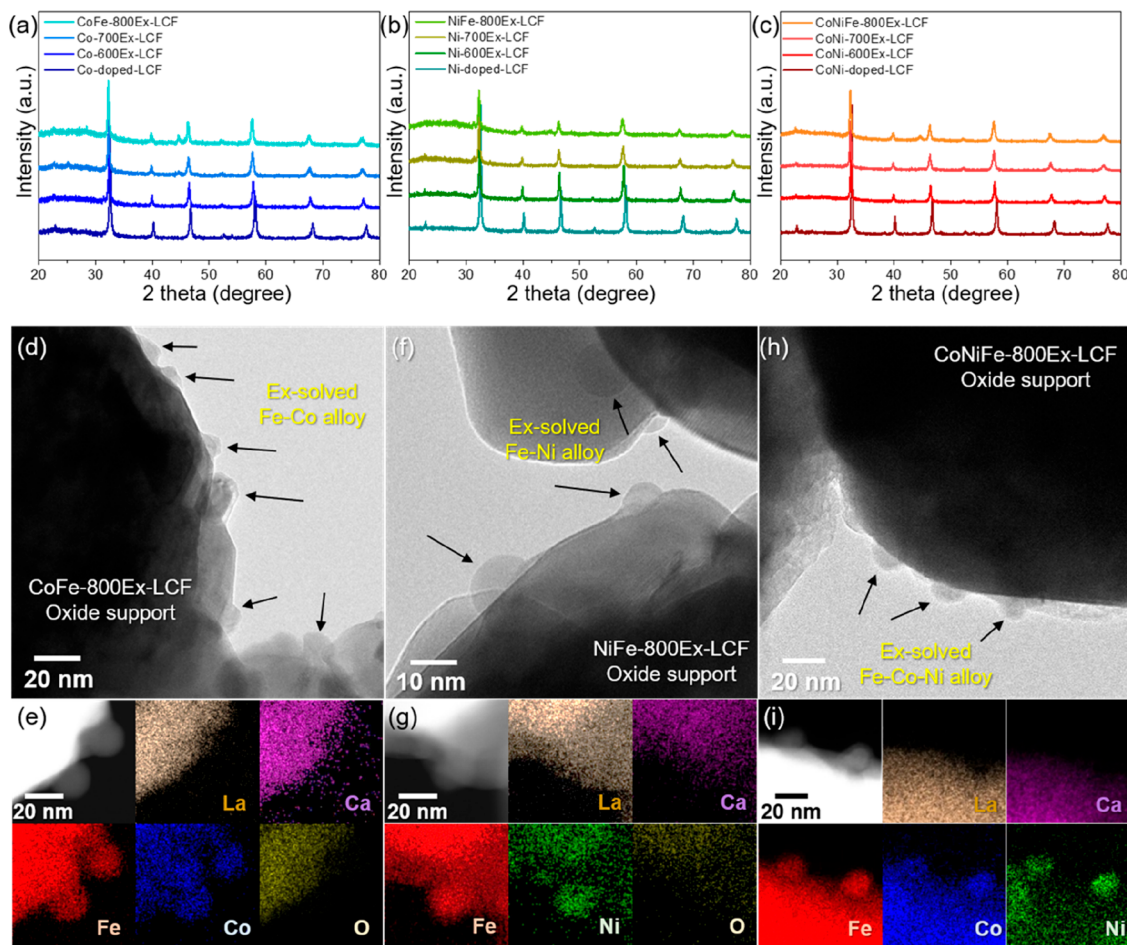 (a)
CoFe-800Ex-LCF
Co-700Ex-LCF
Co-600Ex-LCF
Co-doped-LCF
Intensity (a.u.)
20 30 40 50 60 70 80
2 theta (degree)
(b)
NiFe-800Ex-LCF
Ni-700Ex-LCF
Ni-600Ex-LCF
Ni-doped-LCF
Intensity (a.u.)
20 30 40 50 60 70 80
2 theta (degree)
(c)
CoNiFe-800Ex-LCF
CoNi-700Ex-LCF
CoNi-600Ex-LCF
CoNi-doped-LCF
Intensity (a.u.)
20 30 40 50 60 70 80
2 theta (degree)
(d)
Ex-solved
Fe-Co alloy
CoFe-800Ex-LCF
Oxide support
20 nm
(f)
Ex-solved
Fe-Ni alloy
NiFe-800Ex-LCF
Oxide support
10 nm
(h)
CoNiFe-800Ex-LCF
Oxide support
Ex-solved
Fe-Co-Ni alloy
20 nm
(e)
20 nm
La
Ca
Fe
Co
O
(g)
20 nm
La
Ca
Fe
Ni
O
(i)
20 nm
La
Ca
Fe
Co
Ni